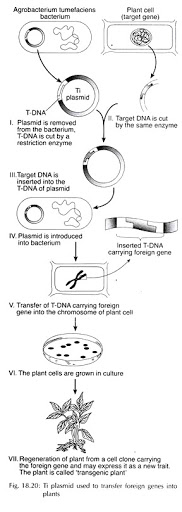 Agrobacterium tumefaciens
bacterium
Plant cell
(target gene)
Ti
plasmid
T-DNA
I. Plasmid is removed
from the bacterium,
T-DNA is cut by a
restriction enzyme
II. Target DNA is cut
by the same enzyme
III.Target DNA is
inserted into the
T-DNA of plasmid
IV. Plasmid is introduced
into bacterium
Inserted T-DNA
carrying foreign gene
V. Transfer of T-DNA carrying foreign
gene into the chromosome of plant cell
VI. The plant cells are grown in culture
VII. Regeneration of plant from a cell clone carrying
the foreign gene and may express it as a new trait.
The plant is called 'transgenic plant'
Fig. 18.20: Ti plasmid used to transfer foreign genes into
plants